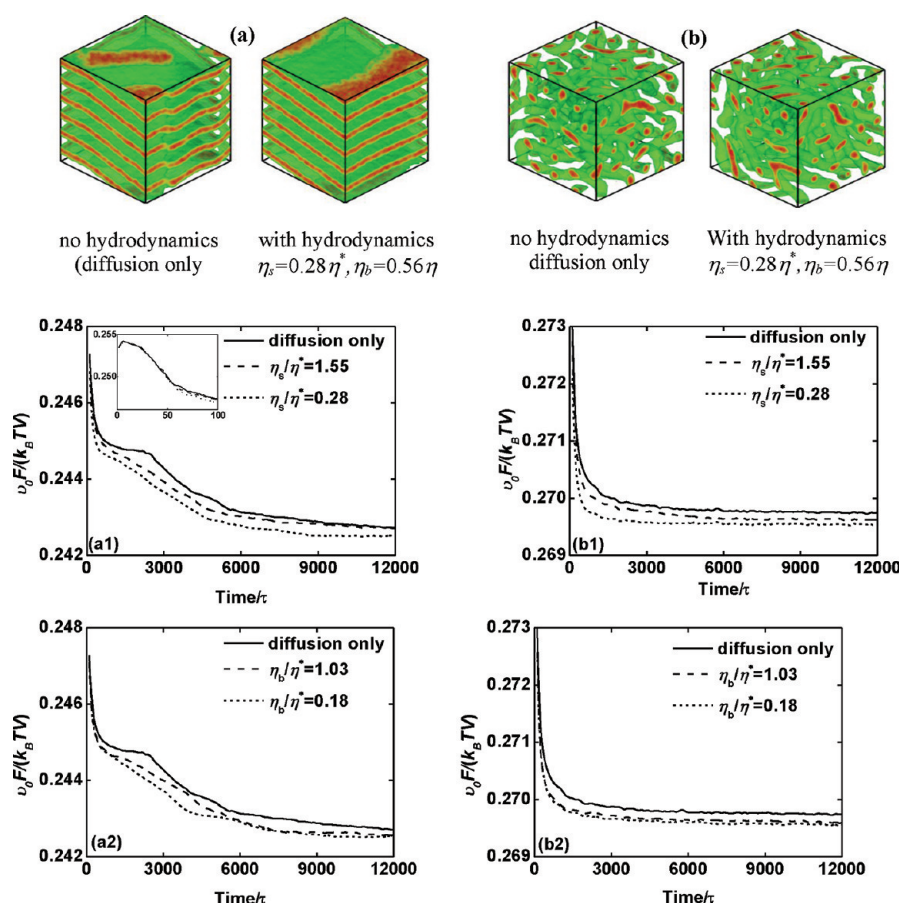 (a)
(b)
no hydrodynamics
(diffusion only
with hydrodynamics
ηs=0.28η*, ηb=0.56η
no hydrodynamics
diffusion only
With hydrodynamics
ηs=0.28η*, ηb=0.56η
0.248
0.246
0.244
0.242
υ0F/(kBTV)
0.255
0.250
0
50
100
diffusion only
ηs/η*=1.55
ηs/η*=0.28
(a1)
0
3000
6000
9000
12000
Time/τ
0.273
0.272
0.271
0.270
0.269
υ0F/(kBTV)
diffusion only
ηs/η*=1.55
ηs/η*=0.28
(b1)
0
3000
6000
9000
12000
Time/τ
0.248
0.246
0.244
0.242
υ0F/(kBTV)
diffusion only
ηb/η*=1.03
ηb/η*=0.18
(a2)
0
3000
6000
9000
12000
Time/τ
0.273
0.272
0.271
0.270
0.269
υ0F/(kBTV)
diffusion only
ηb/η*=1.03
ηb/η*=0.18
(b2)
0
3000
6000
9000
12000
Time/τ